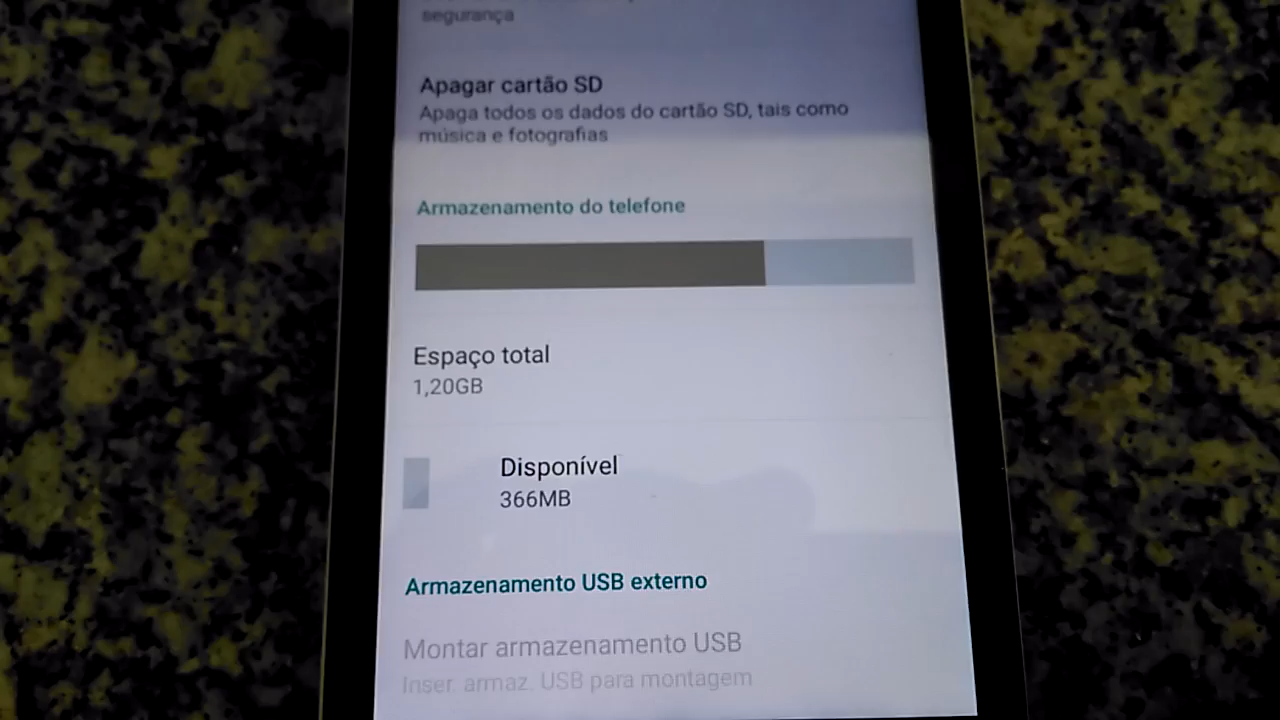 segurança
Apagar cartão SD
Apaga todos os dados do cartão SD, tais como
música e fotografias
Armazenamento do telefone
Espaço total
1,20GB
Disponível
366MB
Armazenamento USB externo
Montar armazenamento USB
Inser. armaz. USB para montagem